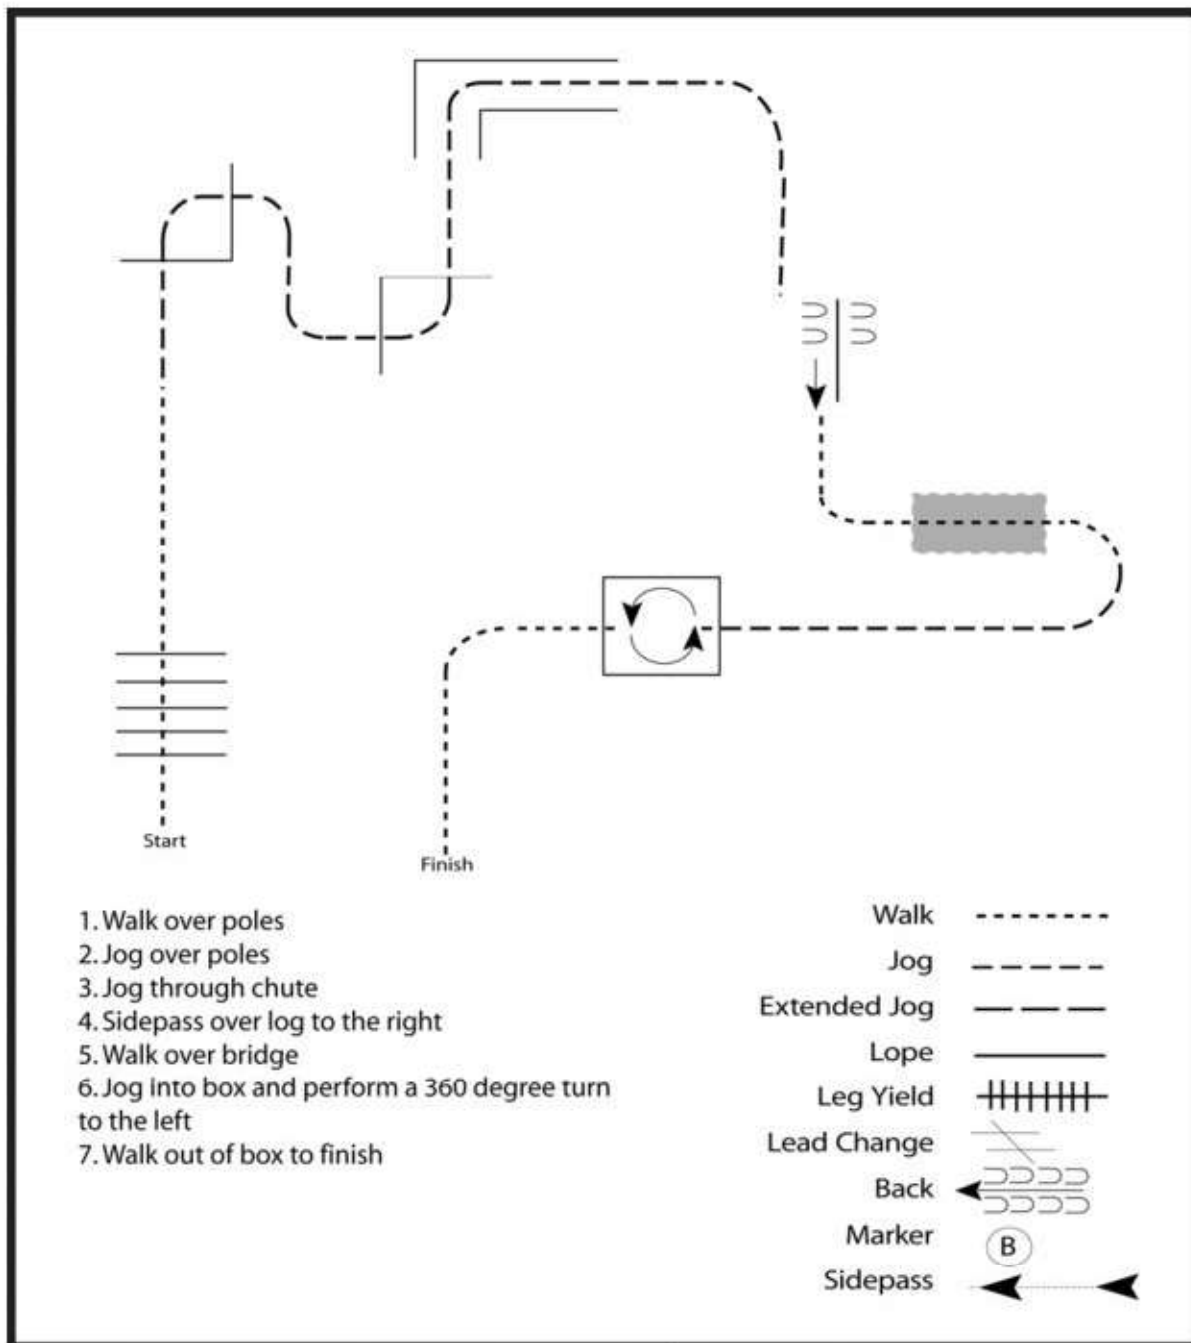 Start
Finish
1. Walk over poles
2. Jog over poles
3. Jog through chute
4. Sidepass over log to the right
5. Walk over bridge
6. Jog into box and perform a 360 degree turn
to the left
7. Walk out of box to finish
Walk
Jog
Extended Jog
Lope
Leg Yield
Lead Change
Back
Marker B
Sidepass